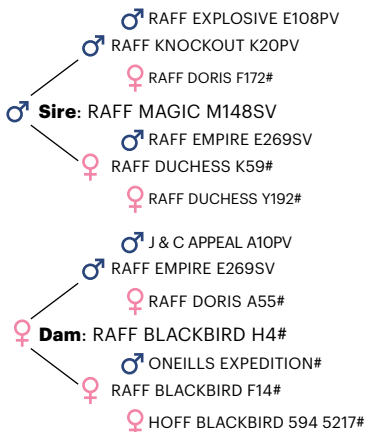 RAFF EXPLOSIVE E108PV
RAFF KNOCKOUT K20PV
RAFF DORIS F172#
Sire: RAFF MAGIC M148SV
RAFF EMPIRE E269SV
RAFF DUCHESS K59#
RAFF DUCHESS Y192#
J & C APPEAL A10PV
RAFF EMPIRE E269SV
RAFF DORIS A55#
Dam: RAFF BLACKBIRD H4#
ONEILLS EXPEDITION#
RAFF BLACKBIRD F14#
HOFF BLACKBIRD 594 5217#